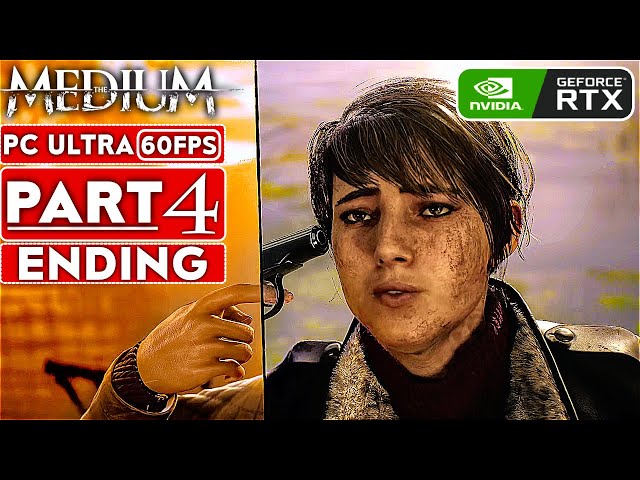 THE MEDIUM
PC ULTRA 60FPS
PART 4
ENDING
NVIDIA
GEFORCE
RTX